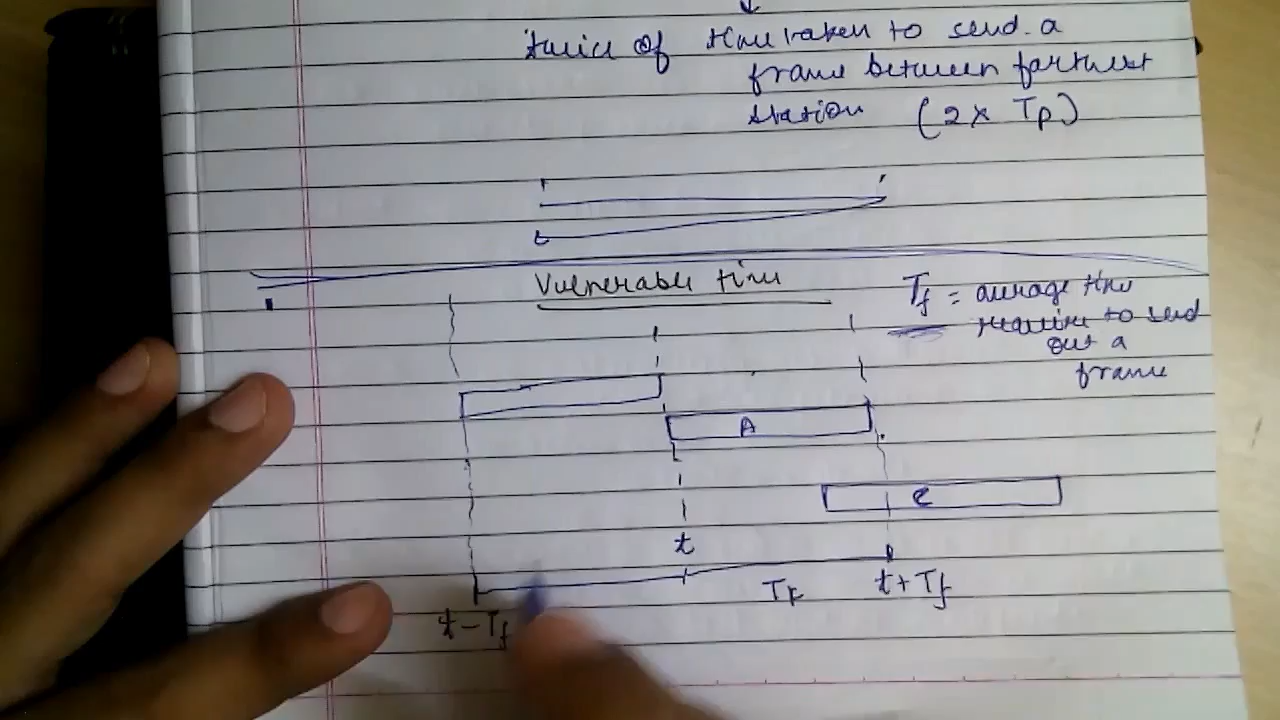 twice of time taken to send a
frame between farthest
station (2 x Tp)
Vulnerable time
Tf = average time
require to send
out a
frame
A
C
t
Tf
t + Tf
t - Tf